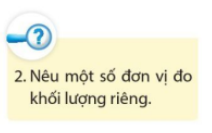 2. Nêu một số đơn vị đo
khối lượng riêng.